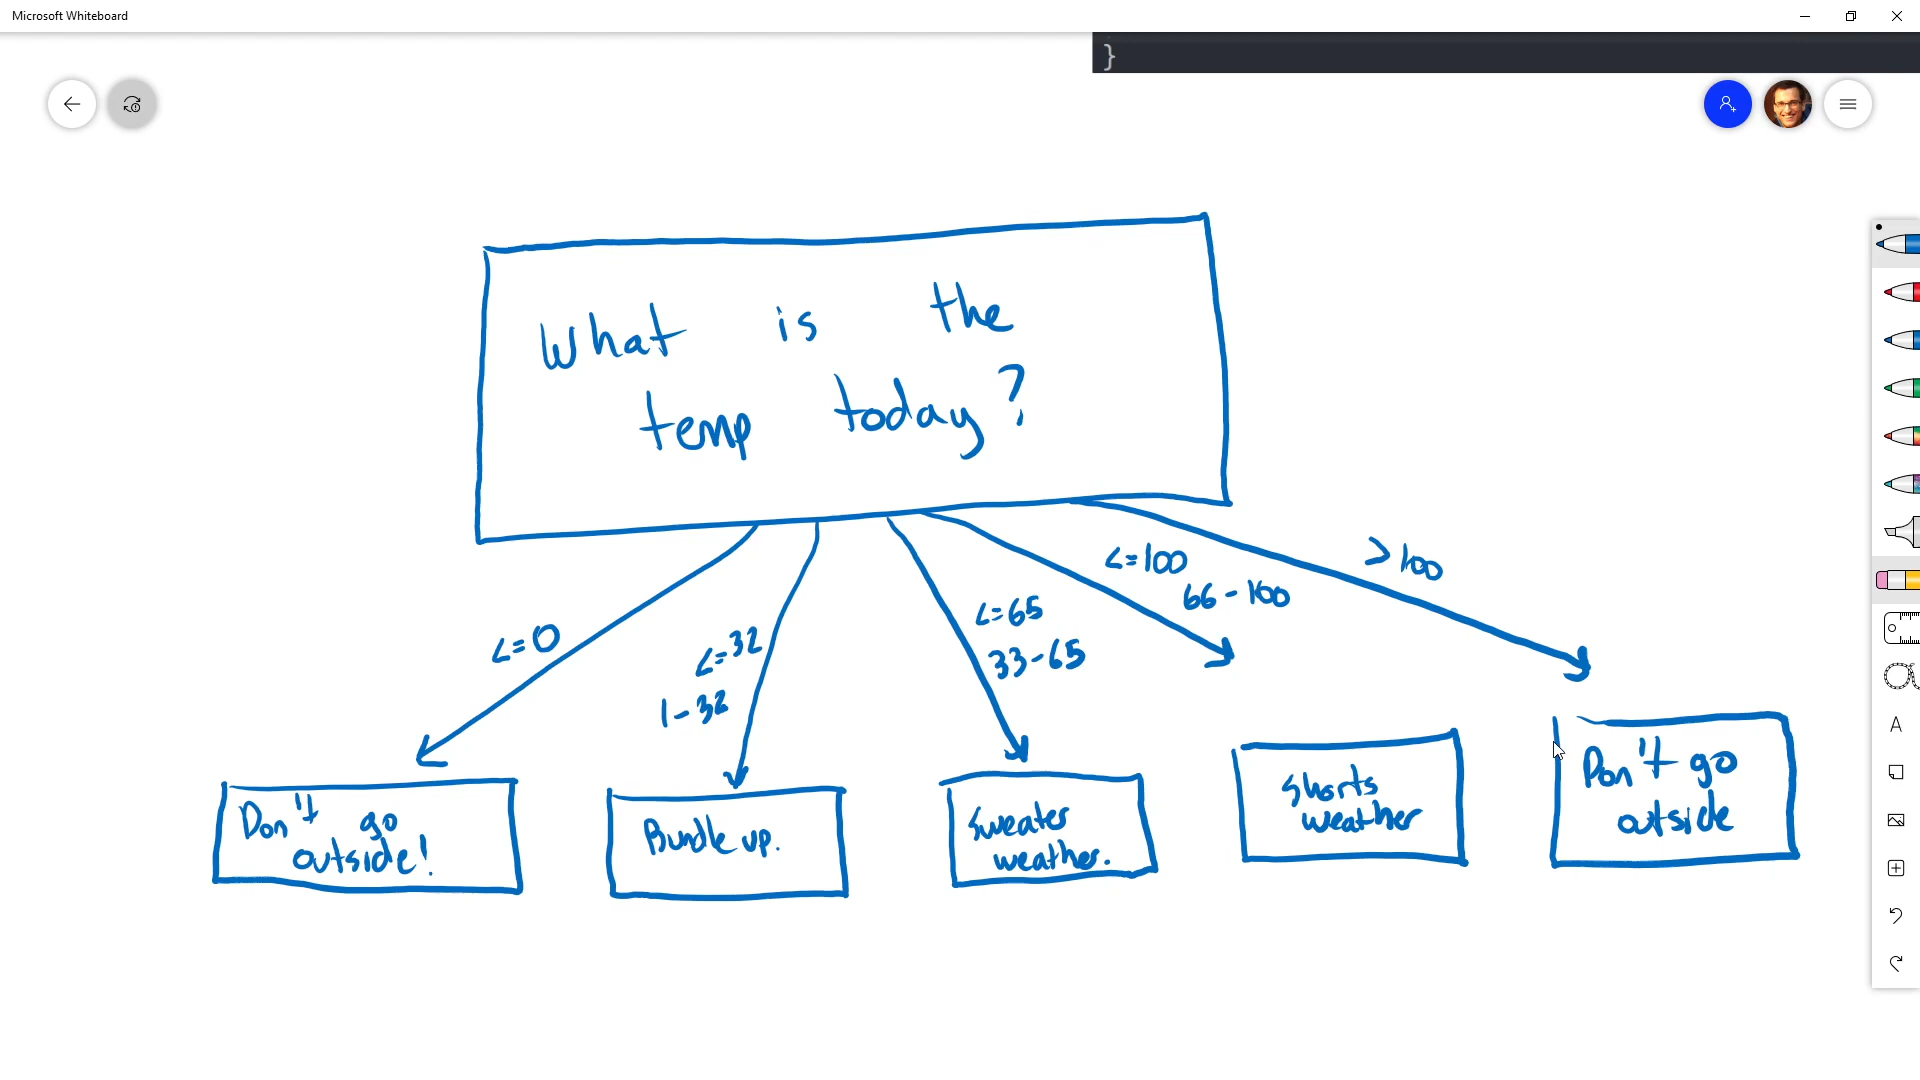 Microsoft Whiteboard
}
What is the
temp today?
<=0
<=32
1-32
<=65
33-65
<=100
66-100
>100
Don't go
outside!
Bundle up.
Sweater
weather.
Shorts
weather
Don't go
outside
A